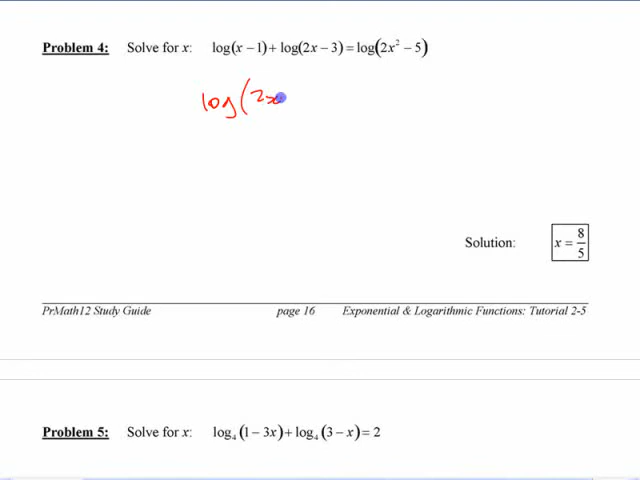 Problem 4: Solve for x: log(x − 1) + log(2x − 3) = log(2x² − 5)
log(2x
Solution: x = 8/5
PrMath12 Study Guide page 16 Exponential & Logarithmic Functions: Tutorial 2-5
Problem 5: Solve for x: log₄(1 − 3x) + log₄(3 − x) = 2